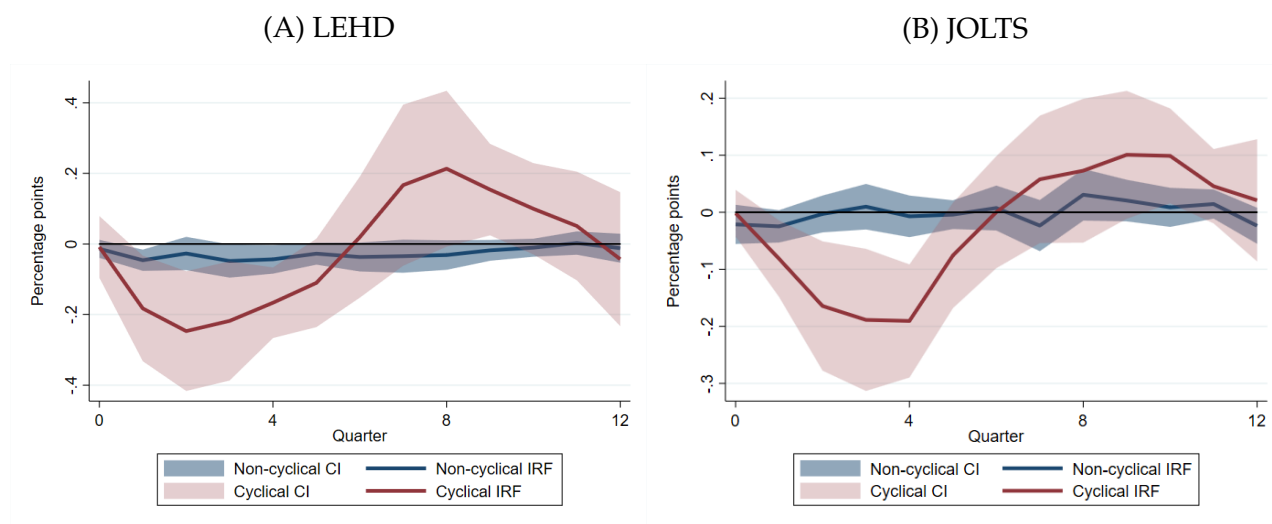 (A) LEHD
Percentage points
.4
.2
0
-.2
-.4
0
4
8
12
Quarter
Non-cyclical CI
Non-cyclical IRF
Cyclical CI
Cyclical IRF
(B) JOLTS
Percentage points
.2
.1
0
-.1
-.2
-.3
0
4
8
12
Quarter
Non-cyclical CI
Non-cyclical IRF
Cyclical CI
Cyclical IRF